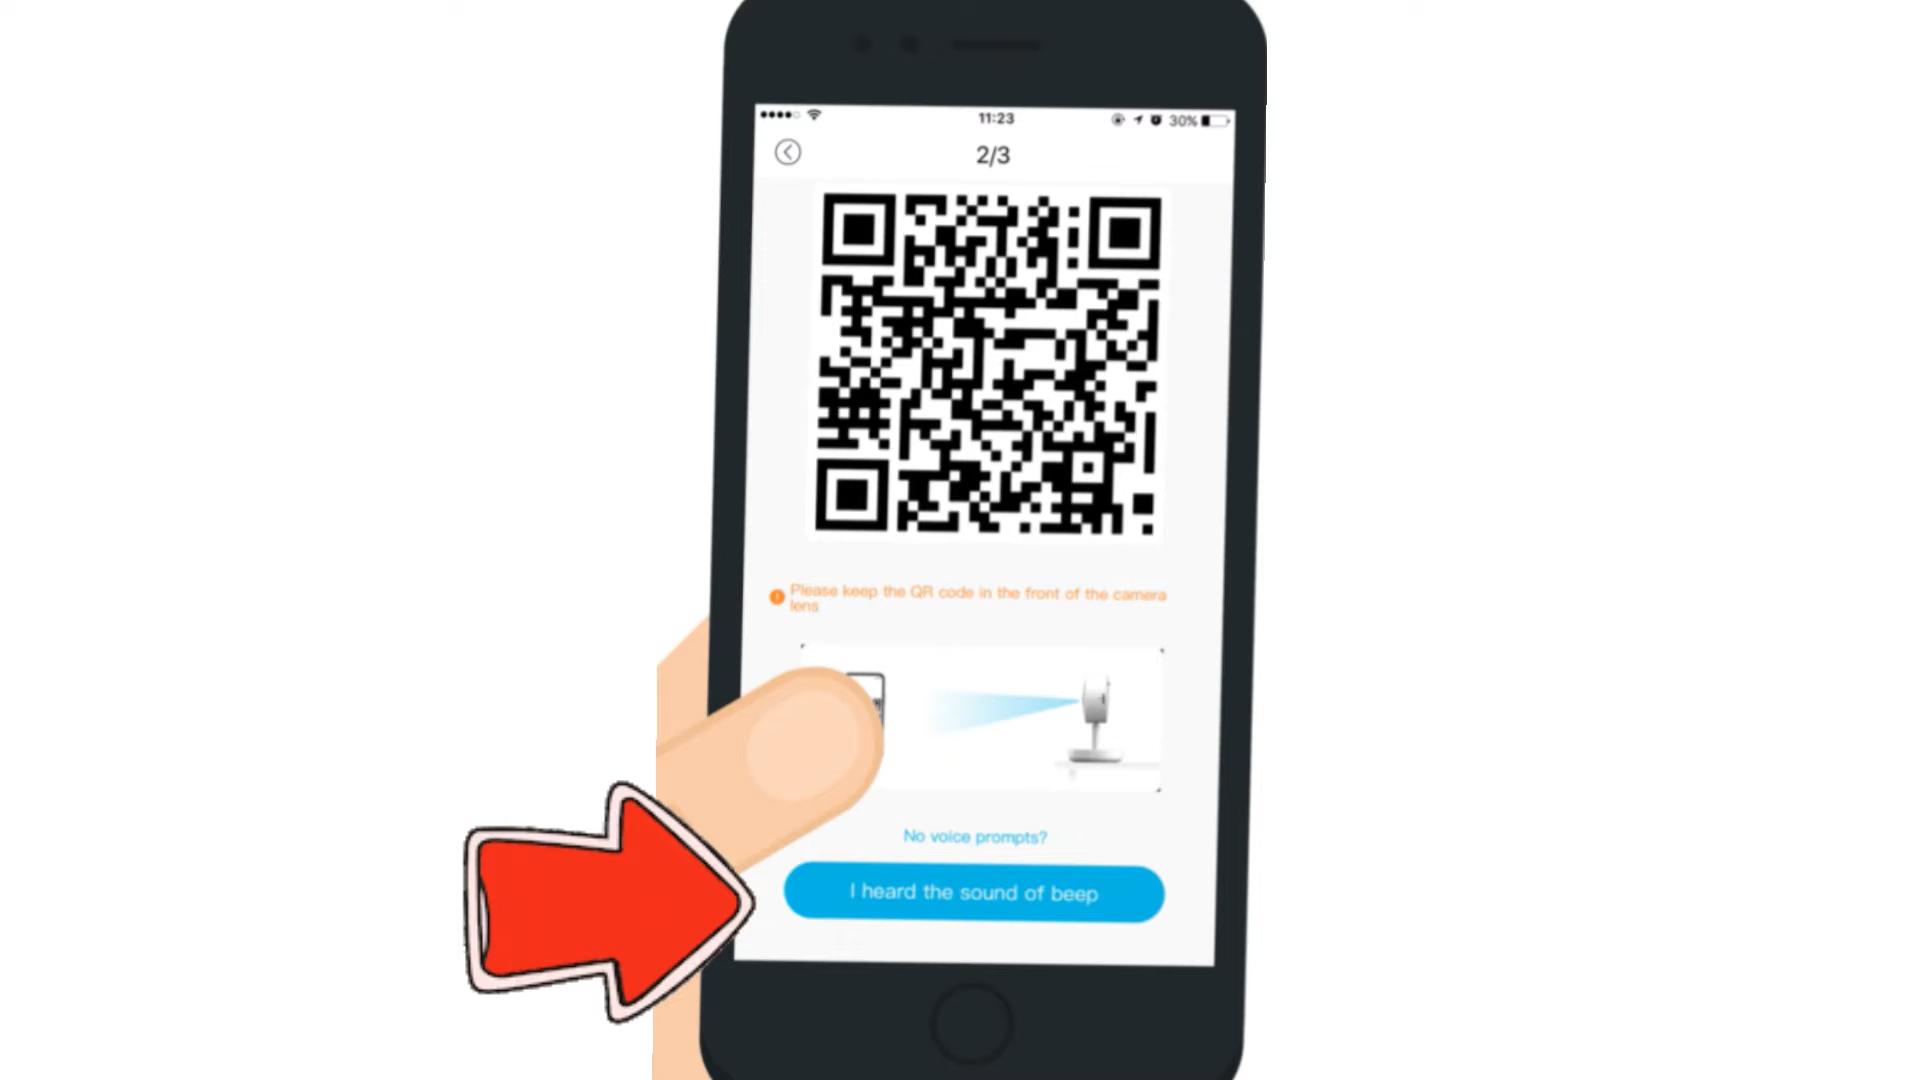 11:23
30%
2/3
Please keep the QR code in the front of the camera
lens
No voice prompts?
I heard the sound of beep